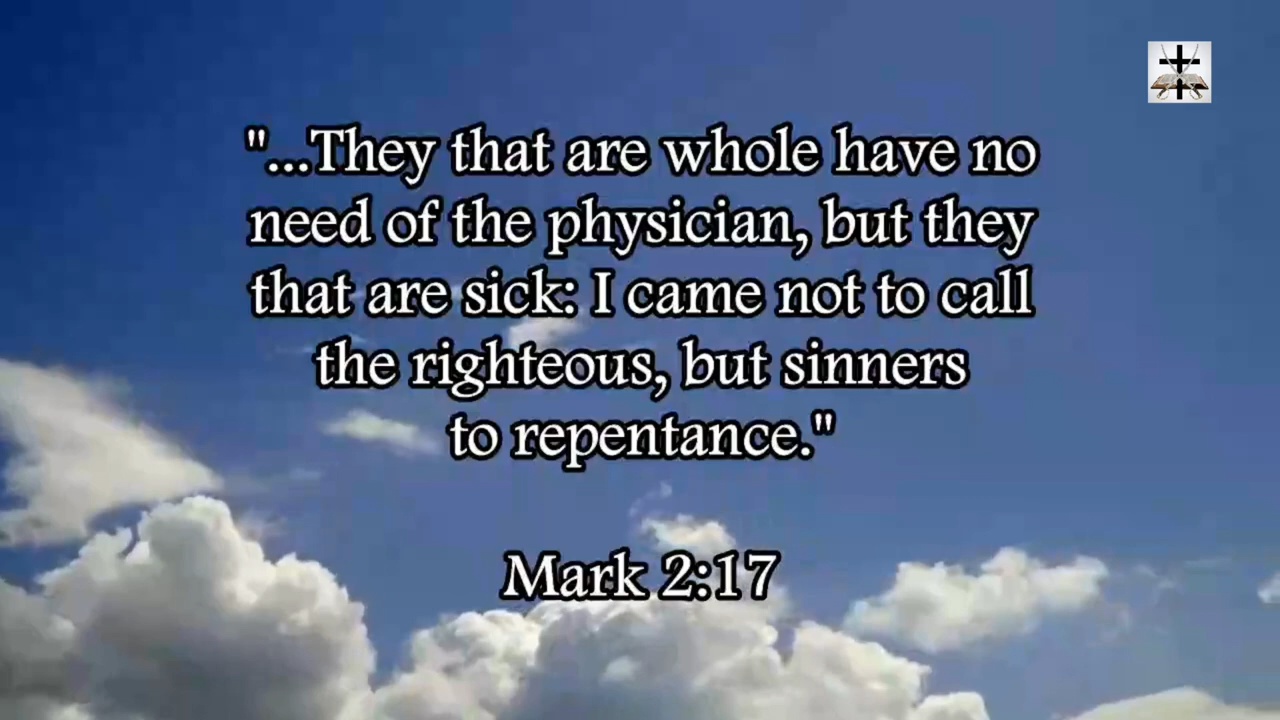 "...They that are whole have no
need of the physician, but they
that are sick: I came not to call
the righteous, but sinners
to repentance."
Mark 2:17